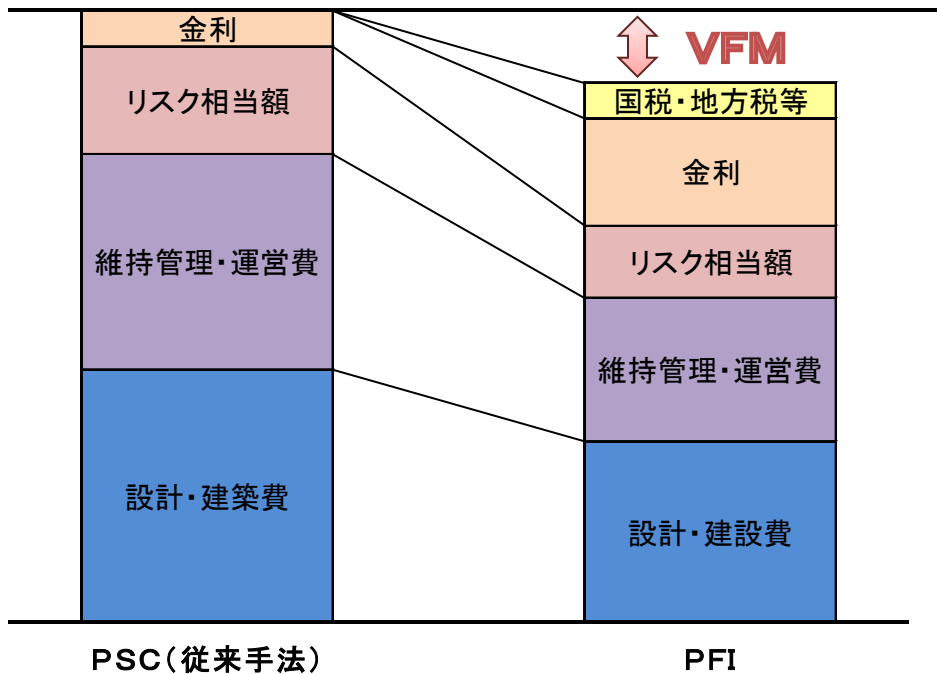 金利
リスク相当額
維持管理・運営費
設計・建築費
PSC(従来手法)
VFM
国税・地方税等
金利
リスク相当額
維持管理・運営費
設計・建設費
PFI